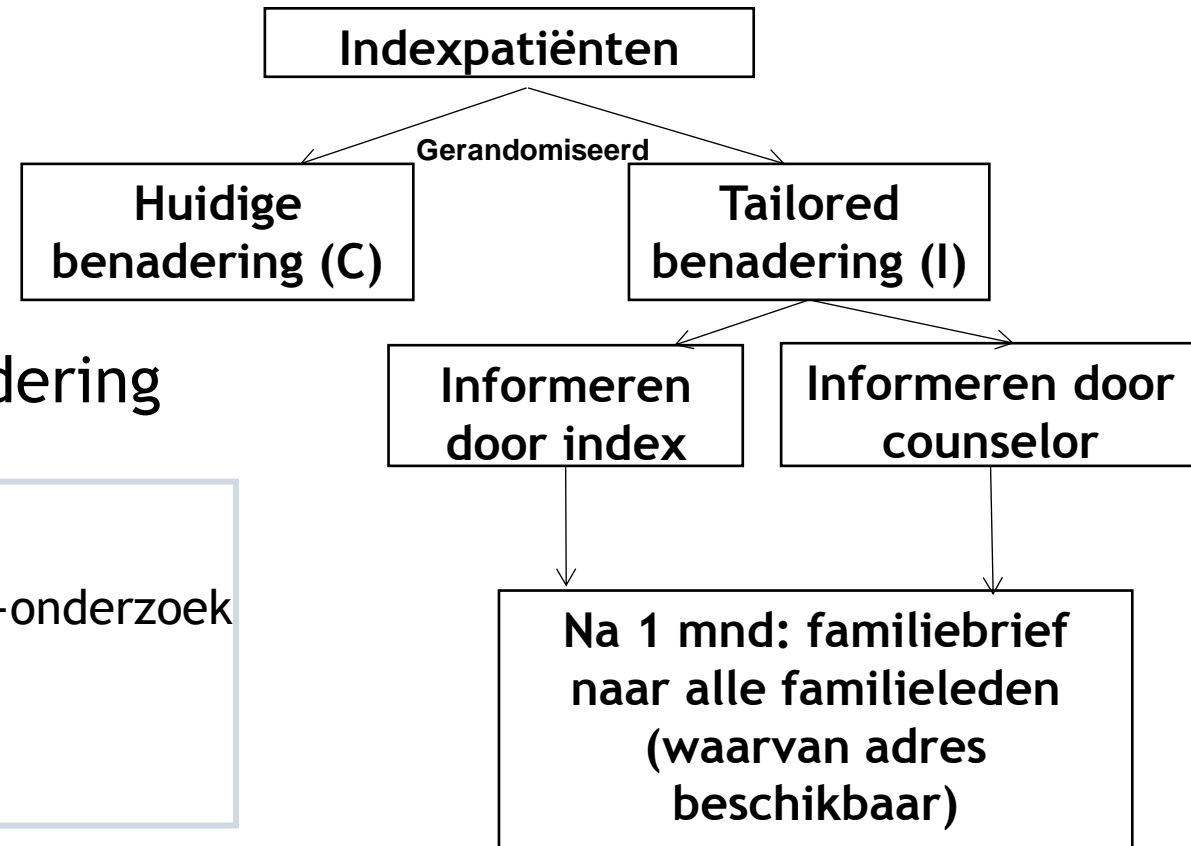 Indexpatiënten
Gerandomiseerd
Huidige
benadering (C)
Tailored
benadering (I)
dering
Informeren
door index
Informeren door
counselor
-onderzoek
Na 1 mnd: familiebrief
naar alle familieleden
(waarvan adres
beschikbaar)